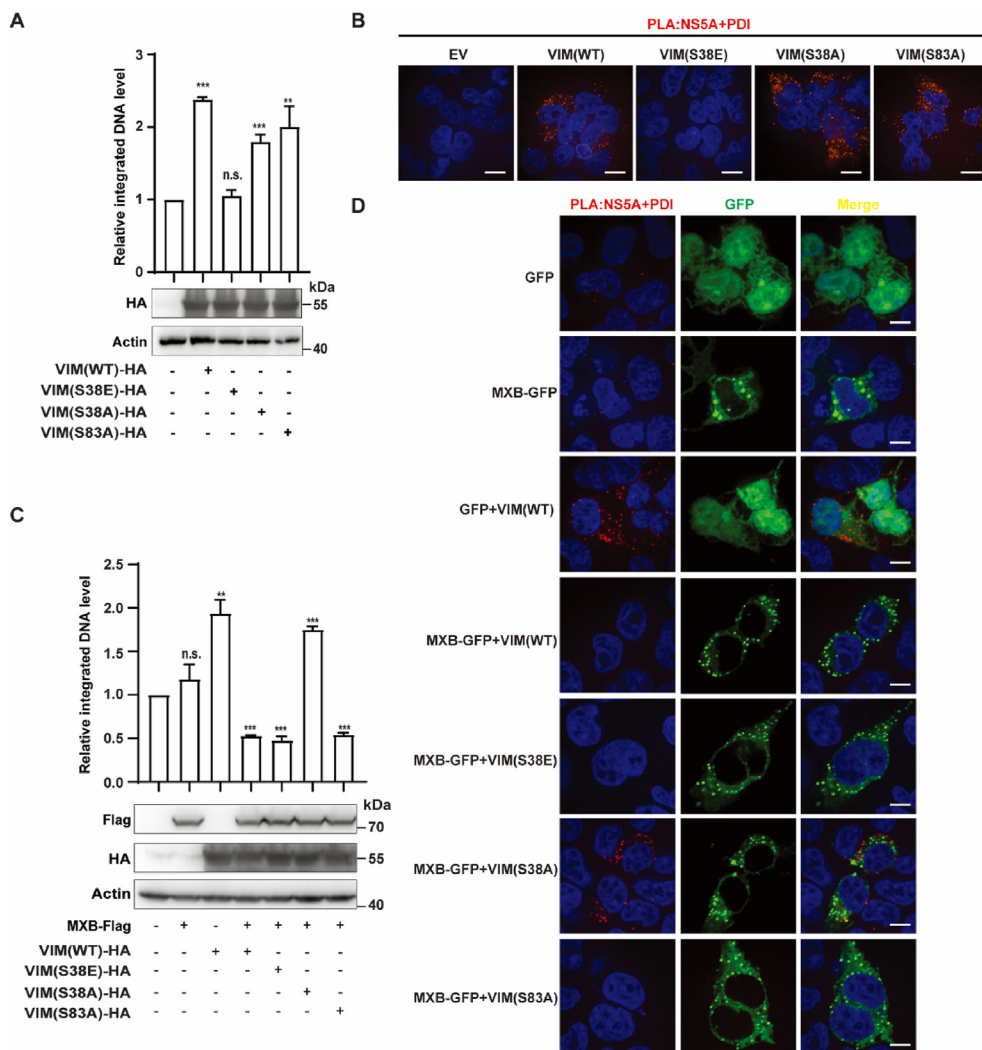 A
Relative integrated DNA level
3
2
1
0
***
n.s.
***
**
kDa
HA
55
Actin
40
VIM(WT)-HA - + - - -
VIM(S38E)-HA - - + - -
VIM(S38A)-HA - - - + -
VIM(S83A)-HA - - - - +
B
PLA:NS5A+PDI
EV VIM(WT) VIM(S38E) VIM(S38A) VIM(S83A)
C
Relative integrated DNA level
2.5
2.0
1.5
1.0
0.5
0.0
n.s.
**
***
***
***
***
kDa
Flag
70
HA
55
Actin
40
MXB-Flag - + - + + + +
VIM(WT)-HA - - + + - - -
VIM(S38E)-HA - - - - + - -
VIM(S38A)-HA - - - - - + -
VIM(S83A)-HA - - - - - - +
D
PLA:NS5A+PDI GFP Merge
GFP
MXB-GFP
GFP+VIM(WT)
MXB-GFP+VIM(WT)
MXB-GFP+VIM(S38E)
MXB-GFP+VIM(S38A)
MXB-GFP+VIM(S83A)